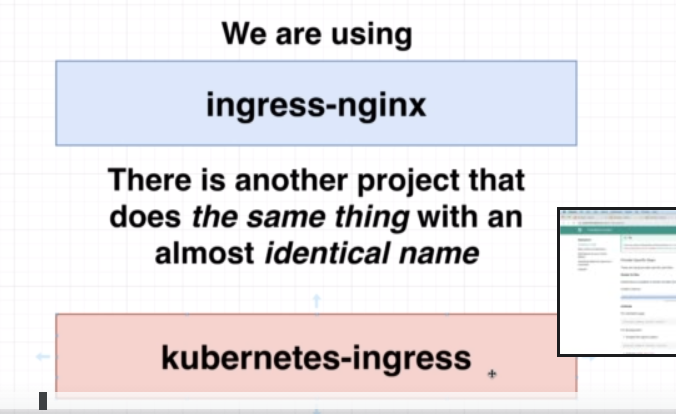 We are using
ingress-nginx
There is another project that
does the same thing with an
almost identical name
kubernetes-ingress